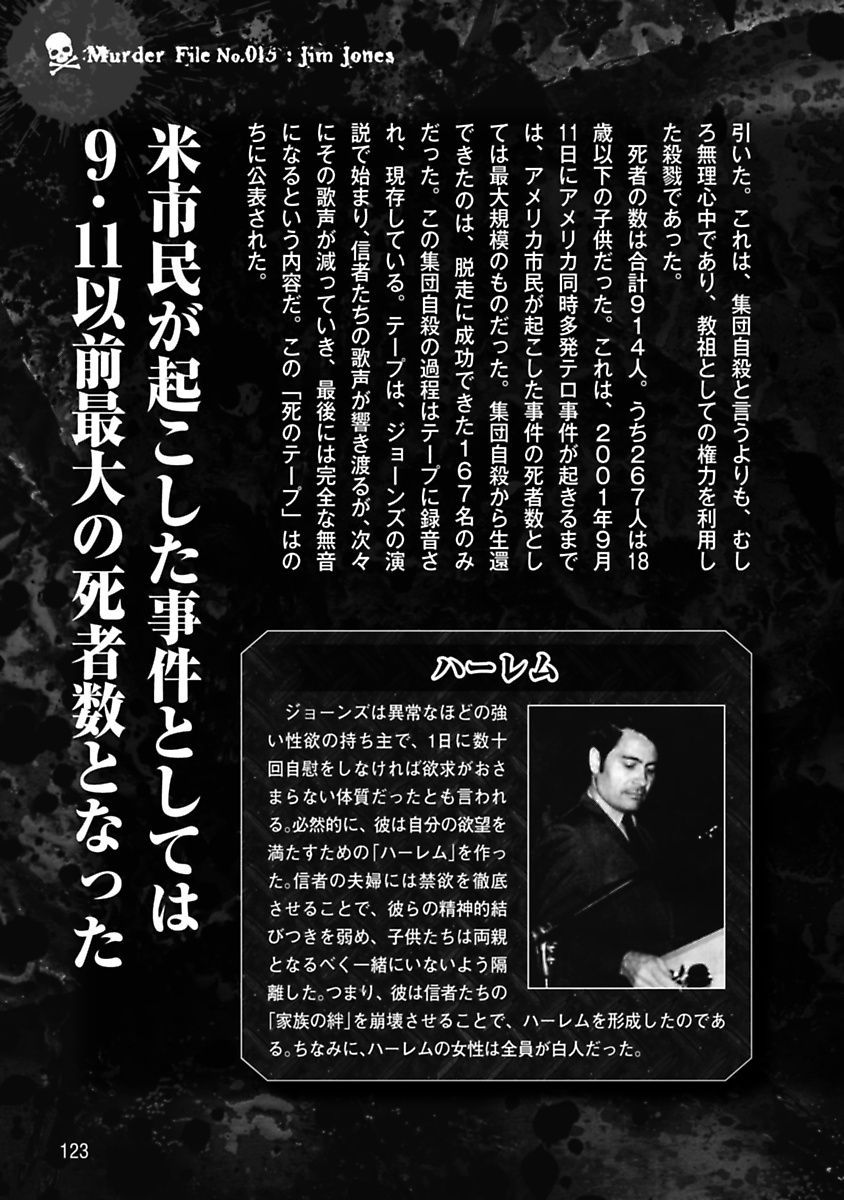 Murder File No.015 : Jim Jones
引いた。これは、集団自殺と言うよりも、むし
ろ無理心中であり、教祖としての権力を利用し
た殺戮であった。
死者の数は合計914人。うち267人は18
歳以下の子供だった。これは、2001年9月
11日にアメリカ同時多発テロ事件が起きるまで
は、アメリカ市民が起こした事件の死者数とし
ては最大規模のものだった。集団自殺から生還
できたのは、脱走に成功できた167名のみ
だった。この集団自殺の過程はテープに録音さ
れ、現存している。テープは、ジョーンズの演
説で始まり、信者たちの歌声が響き渡るが、次々
にその歌声が減っていき、最後には完全な無音
になるという内容だ。この「死のテープ」はの
ちに公表された。
米市民が起こした事件としては
9・11以前最大の死者数となった
ハーレム
ジョーンズは異常なほどの強
い性欲の持ち主で、1日に数十
回自慰をしなければ欲求がおさ
まらない体質だったとも言われ
る。必然的に、彼は自分の欲望を
満たすための「ハーレム」を作っ
た。信者の夫婦には禁欲を徹底
させることで、彼らの精神的結
びつきを弱め、子供たちは両親
となるべく一緒にいないよう隔
離した。つまり、彼は信者たちの
「家族の絆」を崩壊させることで、ハーレムを形成したのであ
る。ちなみに、ハーレムの女性は全員が白人だった。
123